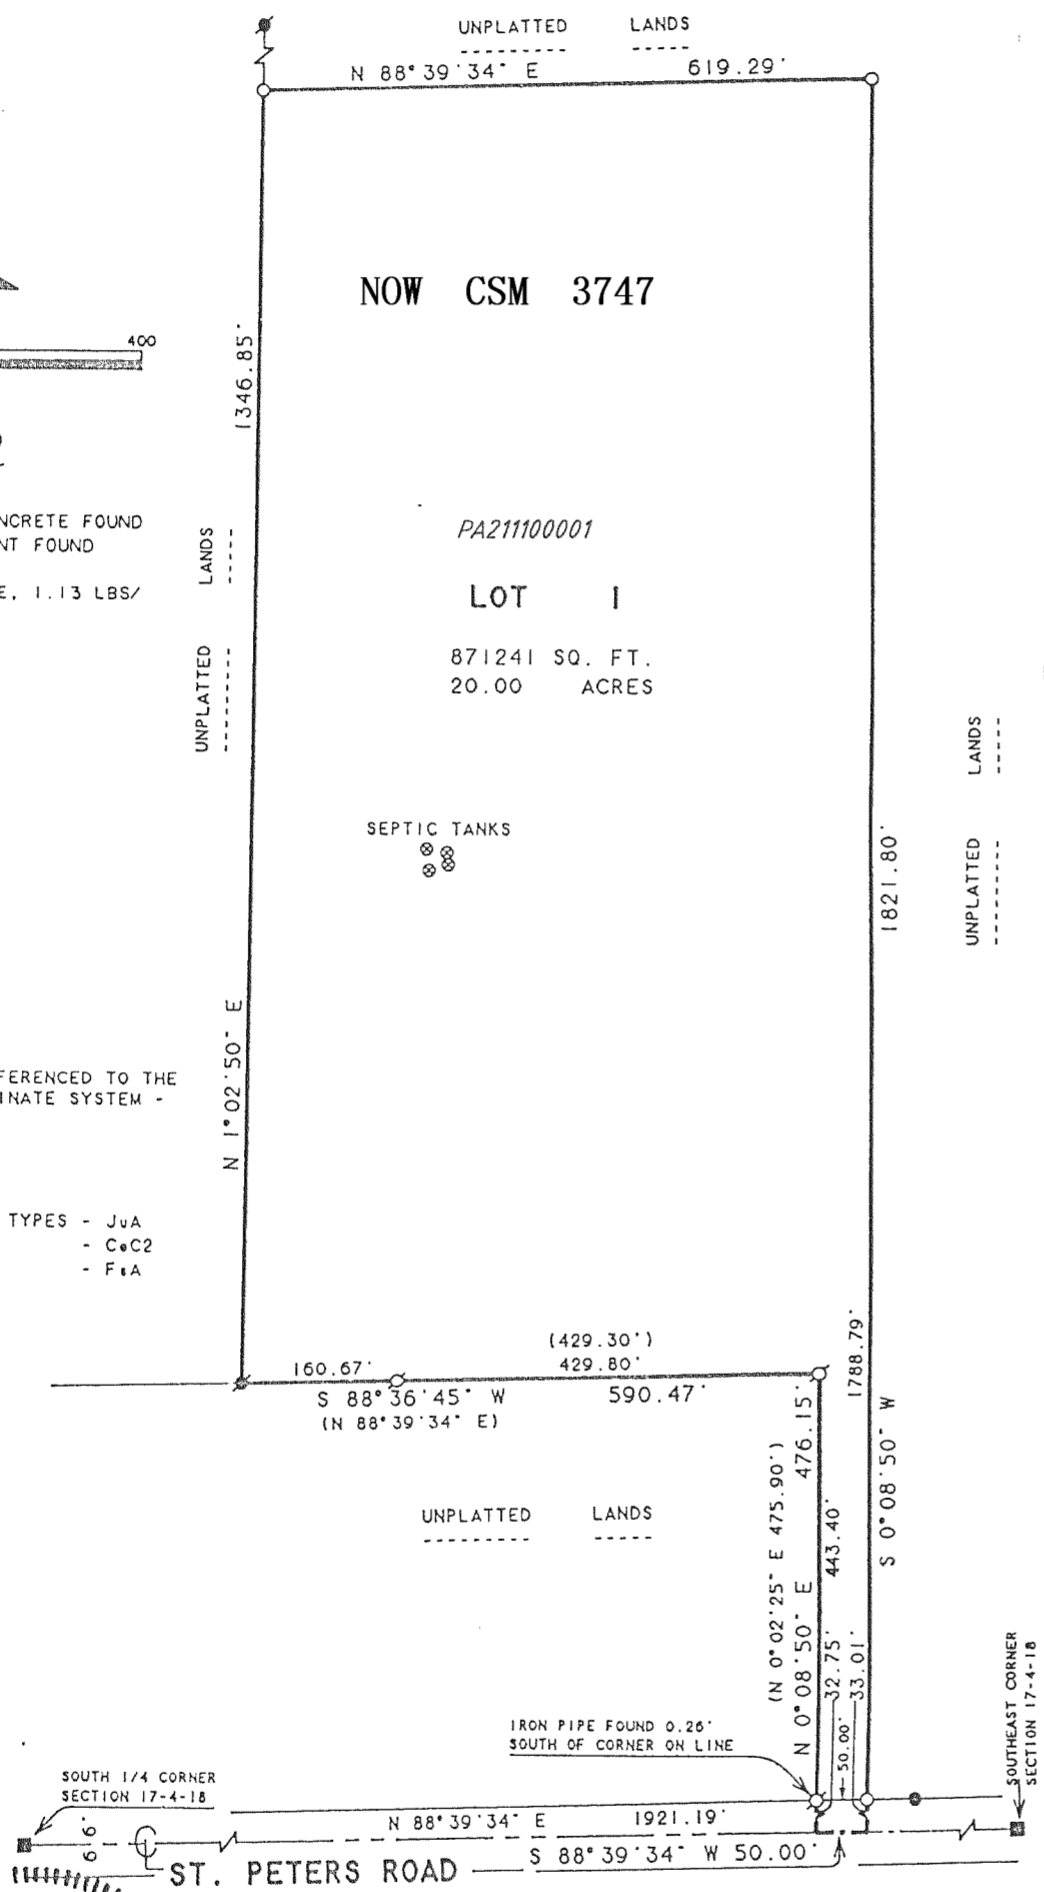 UNPLATTED LANDS
N 88°39'34" E 619.29'
NOW CSM 3747
400
1346.85'
NCRETE FOUND
NT FOUND
E, 1.13 LBS/
UNPLATTED LANDS
PA211100001
LOT 1
871241 SQ. FT.
20.00 ACRES
UNPLATTED LANDS
SEPTIC TANKS
1821.80'
N 1°02'50" E
FERENCED TO THE
INATE SYSTEM -
TYPES - JuA
- CeC2
- FsA
(429.30')
160.67' 429.80'
S 88°36'45" W 590.47'
(N 88°39'34" E)
1788.79'
S 0°08'50" W
UNPLATTED LANDS
(N 0°02'25" E 475.90')
N 0°08'50" E 476.15'
443.40'
32.75'
33.01'
50.00'
IRON PIPE FOUND 0.26'
SOUTH OF CORNER ON LINE
SOUTHEAST CORNER
SECTION 17-4-18
SOUTH 1/4 CORNER
SECTION 17-4-18
N 88°39'34" E 1921.19'
S 88°39'34" W 50.00'
66'
ST. PETERS ROAD